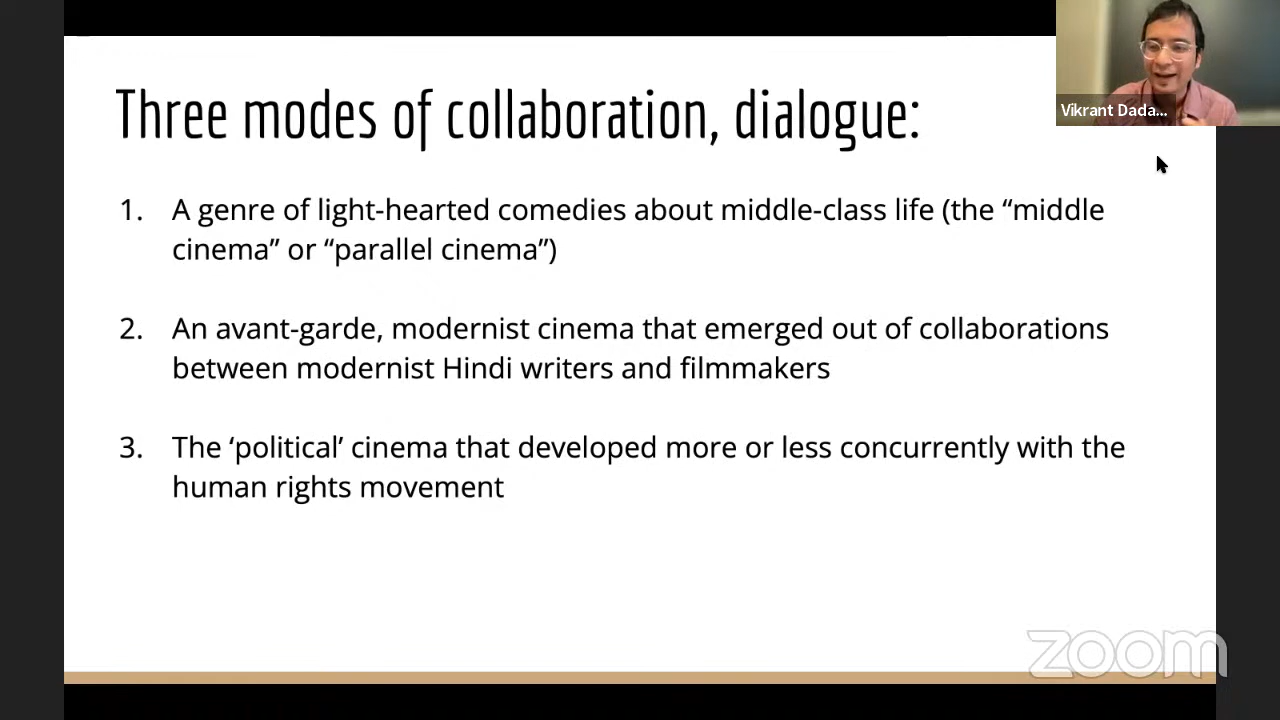 Three modes of collaboration, dialogue:
Vikrant Dada...
1. A genre of light-hearted comedies about middle-class life (the “middle
cinema” or “parallel cinema”)
2. An avant-garde, modernist cinema that emerged out of collaborations
between modernist Hindi writers and filmmakers
3. The ‘political’ cinema that developed more or less concurrently with the
human rights movement
zoom